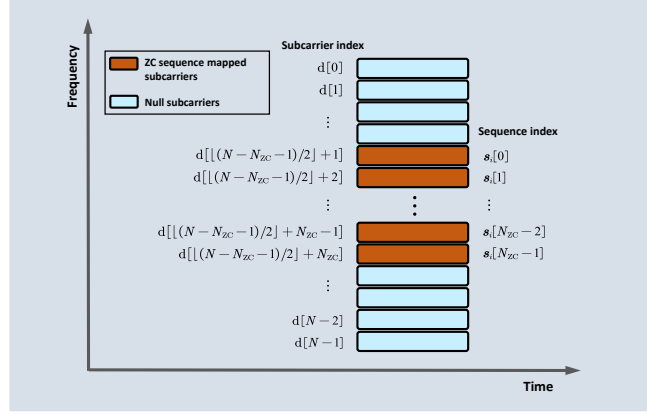 Frequency
ZC sequence mapped
subcarriers
Null subcarriers
Subcarrier index
d[0]
d[1]
⋮
Sequence index
d[⌊(N − N_ZC − 1)/2⌋ + 1] s_i[0]
d[⌊(N − N_ZC − 1)/2⌋ + 2] s_i[1]
⋮ ⋮ ⋮
d[⌊(N − N_ZC − 1)/2⌋ + N_ZC − 1] s_i[N_ZC − 2]
d[⌊(N − N_ZC − 1)/2⌋ + N_ZC] s_i[N_ZC − 1]
⋮
d[N − 2]
d[N − 1]
Time